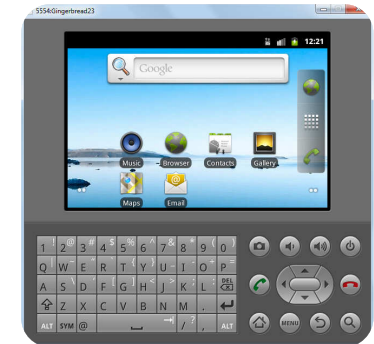 5554:Gingerbread23
12:21
Google
Music
Browser
Contacts
Gallery
Maps
Email
1 ! 2 @ 3 # 4 $ 5 % 6 ^ 7 & 8 * 9 ( 0 )
Q W E R T Y U I O P
A S D F G H J K L DEL
Z X C V B N M .
ALT SYM @ / ? , ALT
MENU